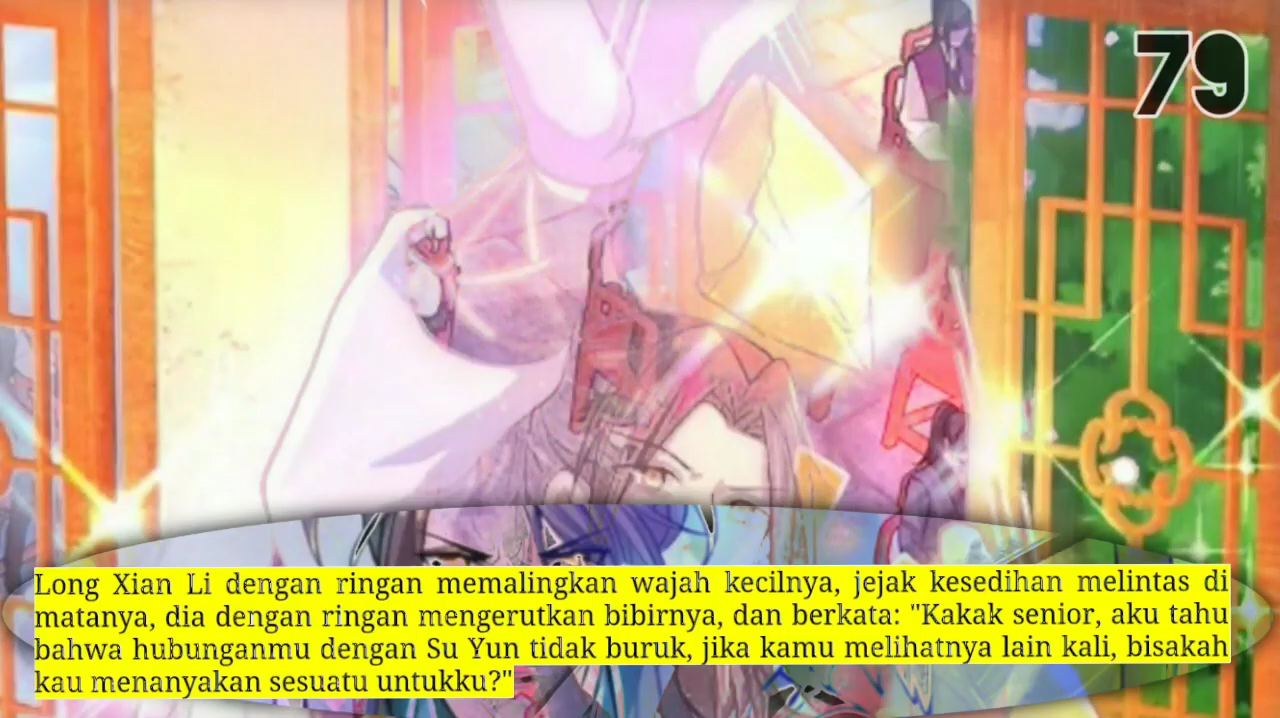 79
Long Xian Li dengan ringan memalingkan wajah kecilnya, jejak kesedihan melintas di
matanya, dia dengan ringan mengerutkan bibirnya, dan berkata: "Kakak senior, aku tahu
bahwa hubunganmu dengan Su Yun tidak buruk, jika kamu melihatnya lain kali, bisakah
kau menanyakan sesuatu untukku?"